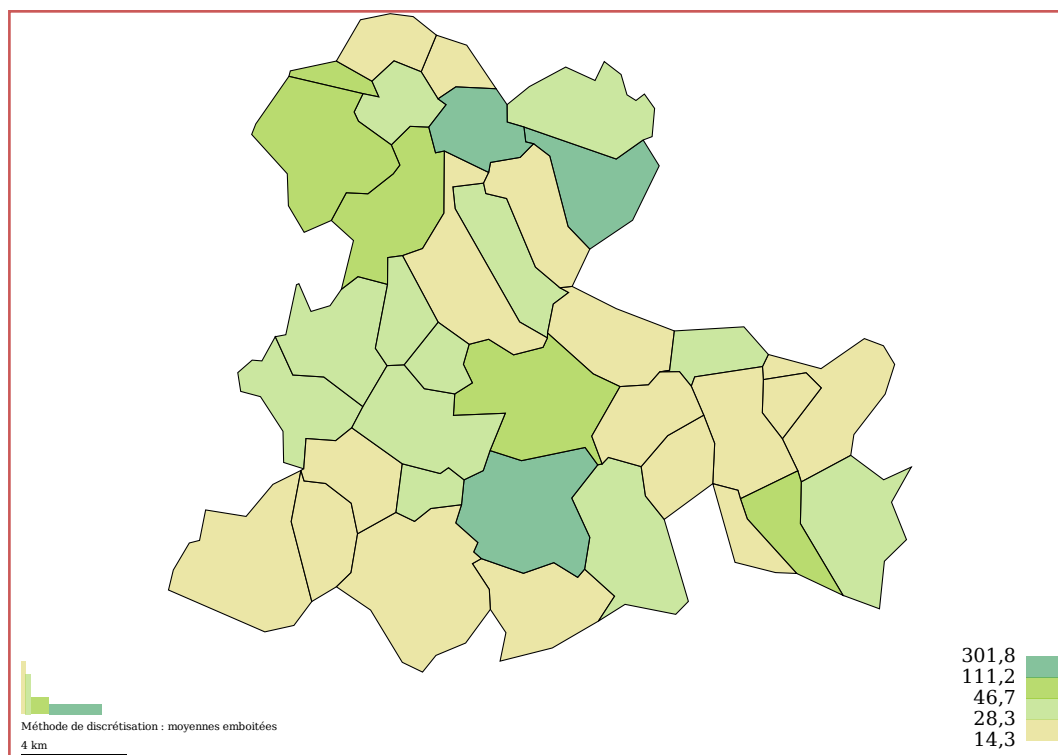 301,8
111,2
46,7
28,3
14,3
Méthode de discrétisation : moyennes emboitées
4 km